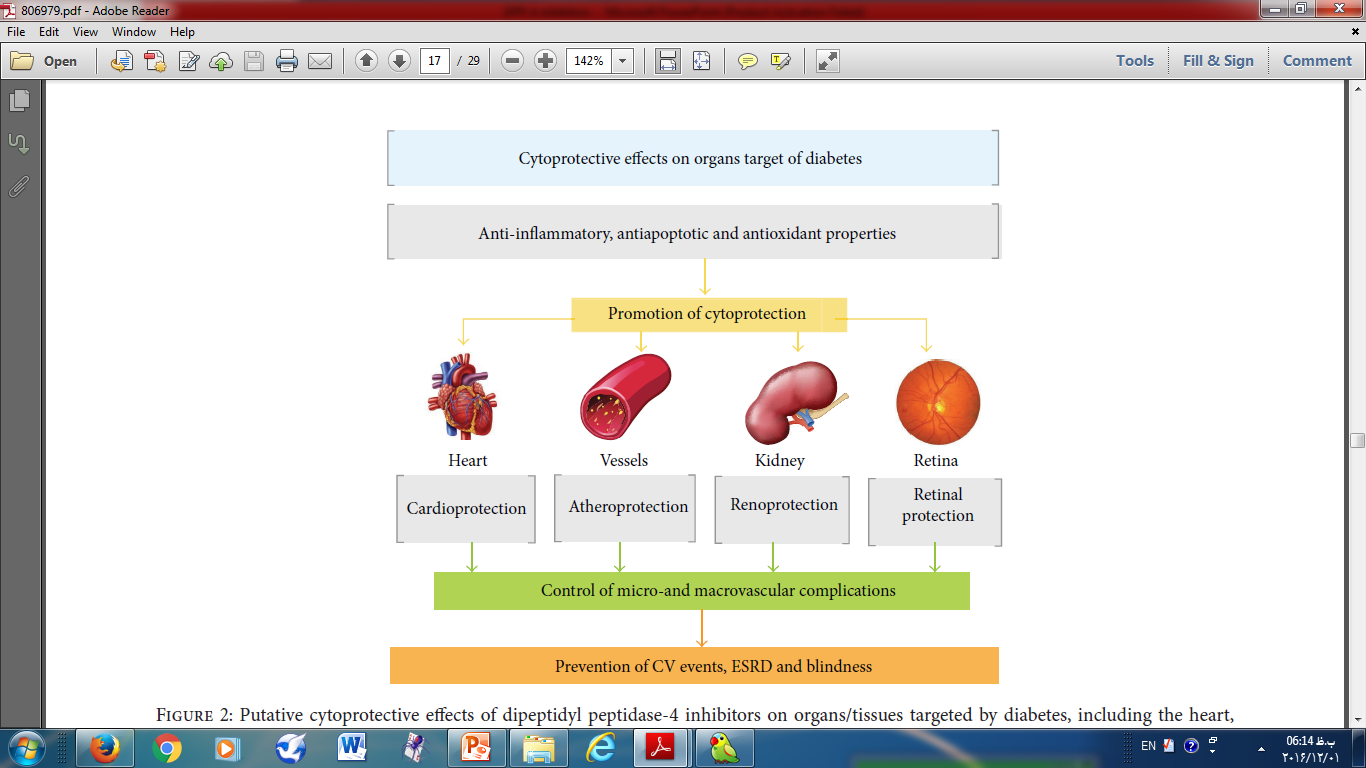 806979.pdf - Adobe Reader
File Edit View Window Help
Open 17 / 29 142% Tools Fill & Sign Comment
Cytoprotective effects on organs target of diabetes
Anti-inflammatory, antiapoptotic and antioxidant properties
Promotion of cytoprotection
Heart Vessels Kidney Retina
Cardioprotection Atheroprotection Renoprotection Retinal
protection
Control of micro-and macrovascular complications
Prevention of CV events, ESRD and blindness
Figure 2: Putative cytoprotective effects of dipeptidyl peptidase-4 inhibitors on organs/tissues targeted by diabetes, including the heart,
EN 06:14 ب.ظ
۲۰۱۶/۱۲/۰۱